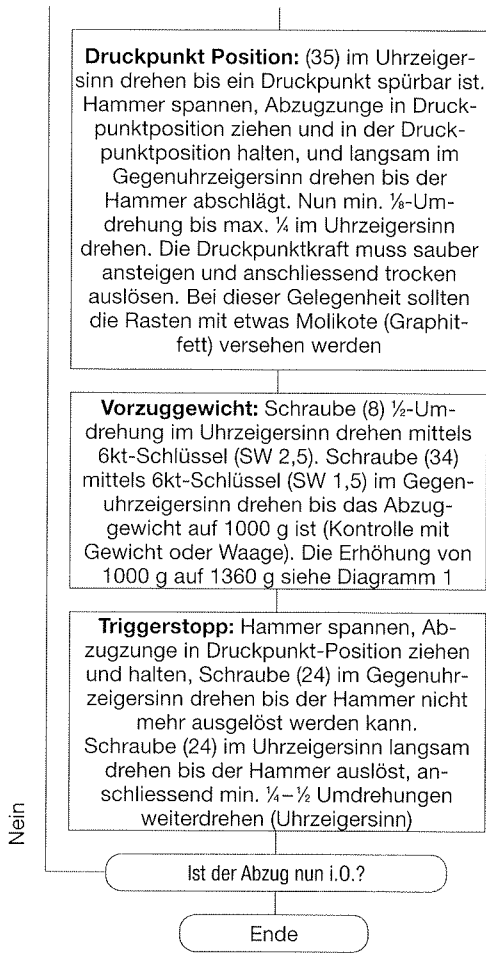 Druckpunkt Position: (35) im Uhrzeiger-
sinn drehen bis ein Druckpunkt spürbar ist.
Hammer spannen, Abzugzunge in Druck-
punktposition ziehen und in der Druck-
punktposition halten, und langsam im
Gegenuhrzeigersinn drehen bis der
Hammer abschlägt. Nun min. ⅛-Um-
drehung bis max. ¼ im Uhrzeigersinn
drehen. Die Druckpunktkraft muss sauber
ansteigen und anschliessend trocken
auslösen. Bei dieser Gelegenheit sollten
die Rasten mit etwas Molikote (Graphit-
fett) versehen werden
Vorzuggewicht: Schraube (8) ½-Um-
drehung im Uhrzeigersinn drehen mittels
6kt-Schlüssel (SW 2,5). Schraube (34)
mittels 6kt-Schlüssel (SW 1,5) im Gegen-
uhrzeigersinn drehen bis das Abzug-
gewicht auf 1000 g ist (Kontrolle mit
Gewicht oder Waage). Die Erhöhung von
1000 g auf 1360 g siehe Diagramm 1
Triggerstopp: Hammer spannen, Ab-
zugzunge in Druckpunkt-Position ziehen
und halten, Schraube (24) im Gegenuhr-
zeigersinn drehen bis der Hammer nicht
mehr ausgelöst werden kann.
Schraube (24) im Uhrzeigersinn langsam
drehen bis der Hammer auslöst, an-
schliessend min. ¼–½ Umdrehungen
weiterdrehen (Uhrzeigersinn)
Nein
Ist der Abzug nun i.O.?
Ende